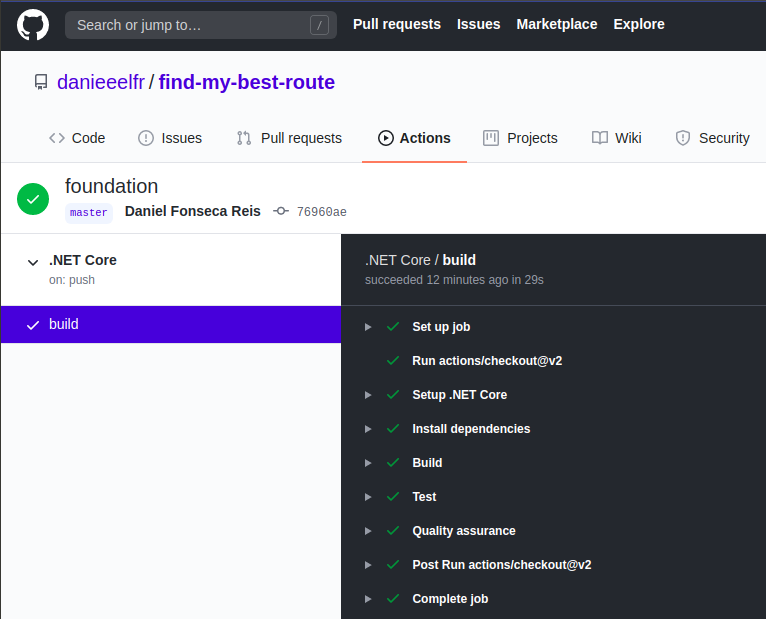 Search or jump to… / Pull requests Issues Marketplace Explore
danieeelfr / find-my-best-route
Code Issues Pull requests Actions Projects Wiki Security
foundation
master Daniel Fonseca Reis 76960ae
.NET Core
on: push
build
.NET Core / build
succeeded 12 minutes ago in 29s
Set up job
Run actions/checkout@v2
Setup .NET Core
Install dependencies
Build
Test
Quality assurance
Post Run actions/checkout@v2
Complete job